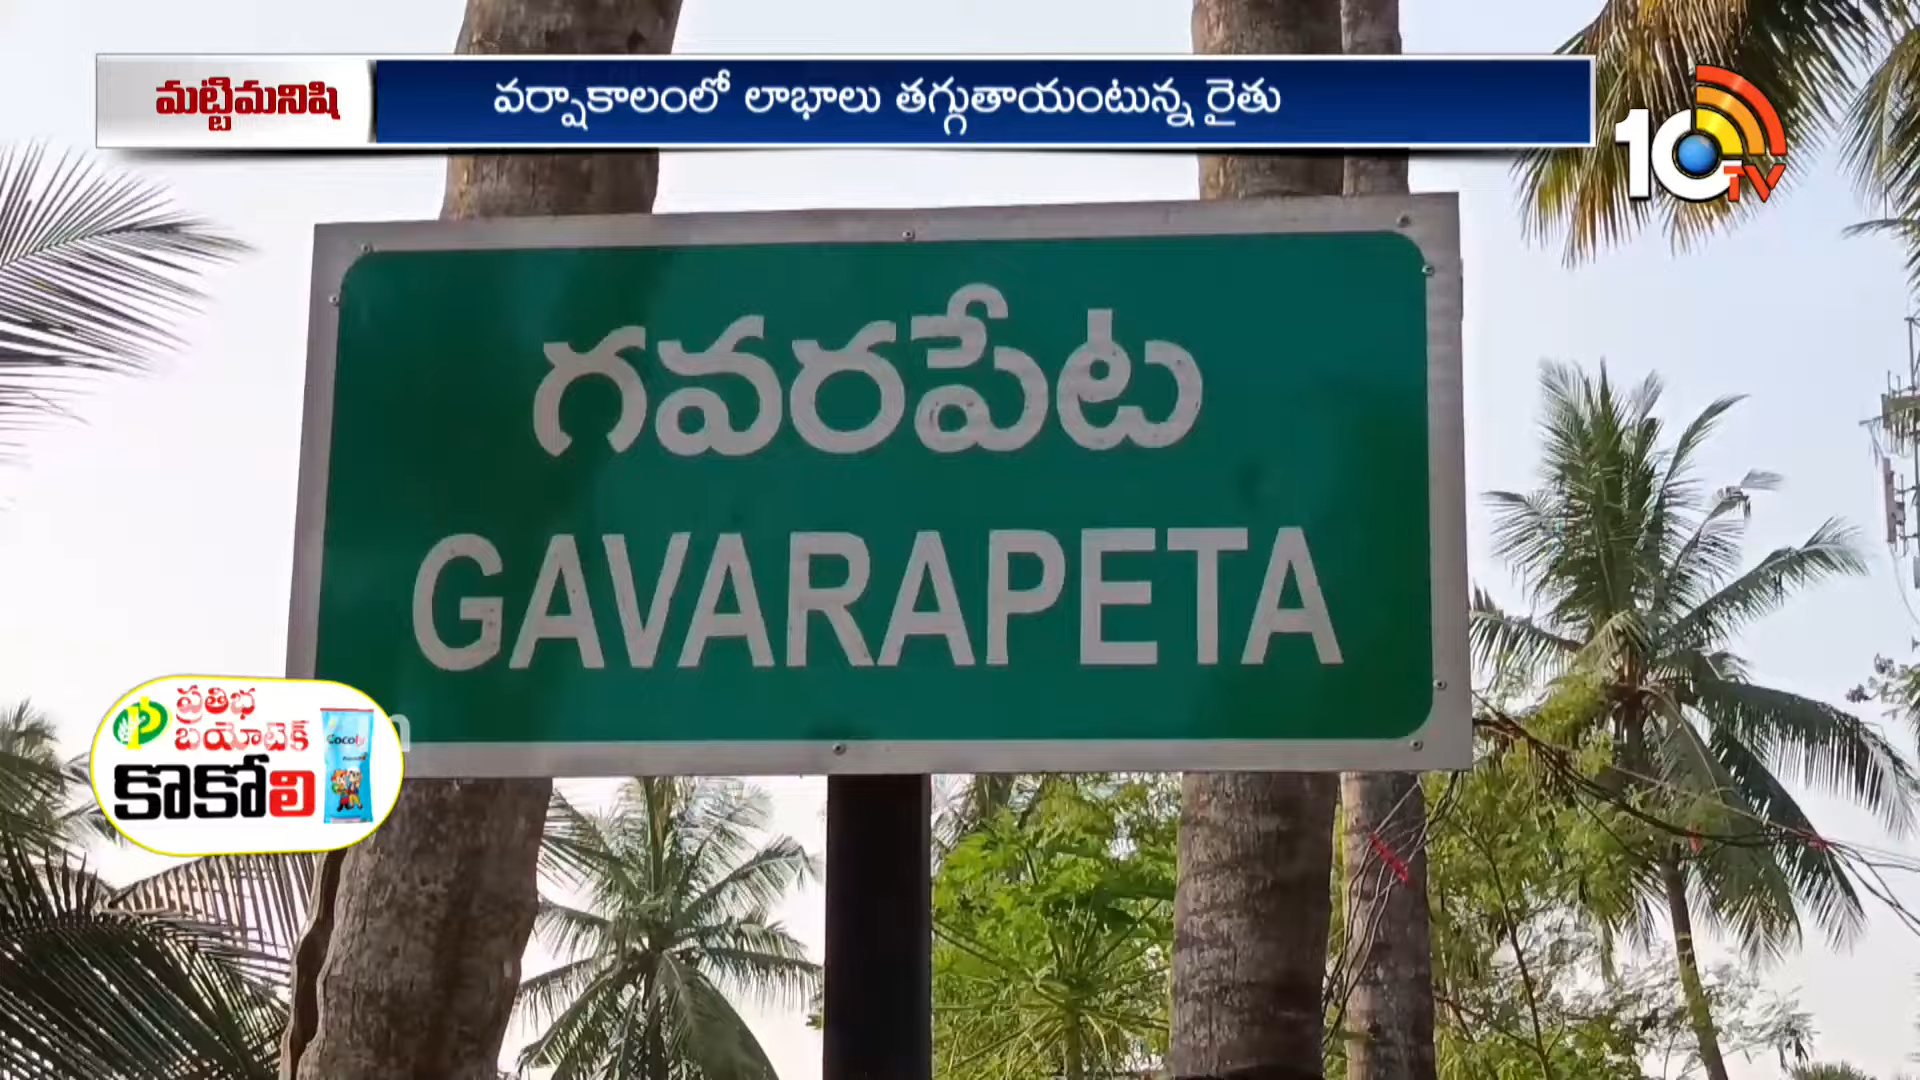 మట్టిమనిషి
వర్షాకాలంలో లాభాలు తగ్గుతాయంటున్న రైతు
10TV
గవరపేట
GAVARAPETA
ప్రతిభ
బయోటెక్
కొకోలి